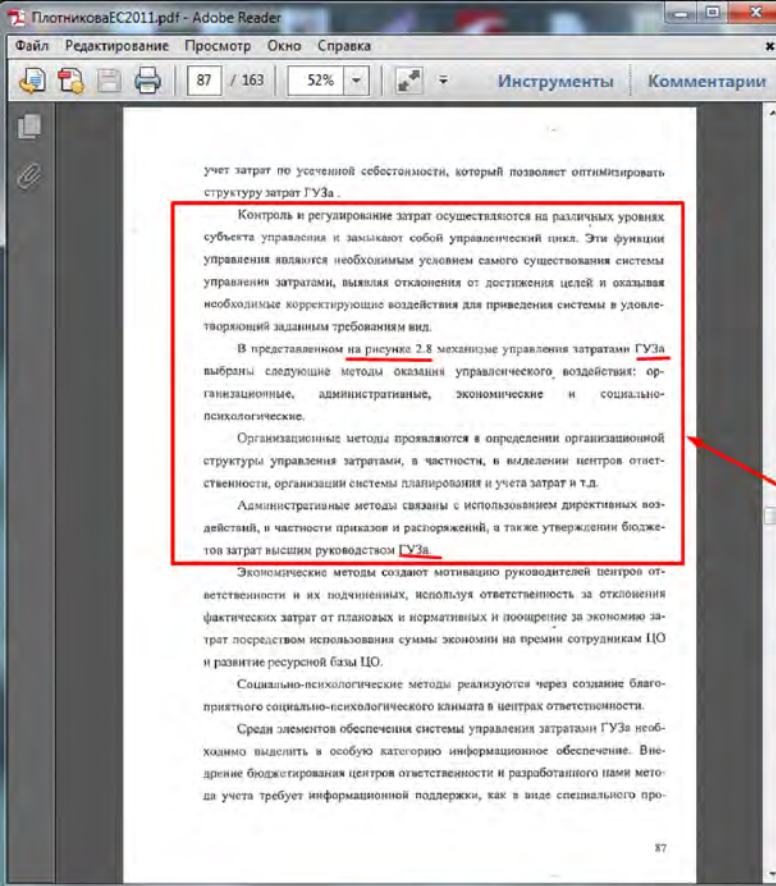 ПлотниковаЕС2011.pdf - Adobe Reader
Файл Редактирование Просмотр Окно Справка
87 / 163 52% Инструменты Комментарии
учет затрат по усеченной себестоимости, который позволяет оптимизировать
структуру затрат ГУЗа .
Контроль и регулирование затрат осуществляются на различных уровнях
субъекта управления и замыкают собой управленческий цикл. Эти функции
управления являются необходимым условием самого существования системы
управления затратами, выявляя отклонения от достижения целей и оказывая
необходимые корректирующие воздействия для приведения системы в удовле-
творяющий заданным требованиям вид.
В представленном на рисунке 2.8 механизме управления затратами ГУЗа
выбраны следующие методы оказания управленческого воздействия: ор-
ганизационные, административные, экономические и социально-
психологические.
Организационные методы проявляются в определении организационной
структуры управления затратами, в частности, в выделении центров ответ-
ственности, организации системы планирования и учета затрат и т.д.
Административные методы связаны с использованием директивных воз-
действий, в частности приказов и распоряжений, а также утверждении бюдже-
тов затрат высшим руководством ГУЗа.
Экономические методы создают мотивацию руководителей центров от-
ветственности и их подчиненных, используя ответственность за отклонения
фактических затрат от плановых и нормативных и поощрение за экономию за-
трат посредством использования суммы экономии на премии сотрудникам ЦО
и развитие ресурсной базы ЦО.
Социально-психологические методы реализуются через создание благо-
приятного социально-психологического климата в центрах ответственности.
Среди элементов обеспечения системы управления затратами ГУЗа необ-
ходимо выделить в особую категорию информационное обеспечение. Вне-
дрение бюджетирования центров ответственности и разработанного нами мето-
да учета требует информационной поддержки, как в виде специального про-
87